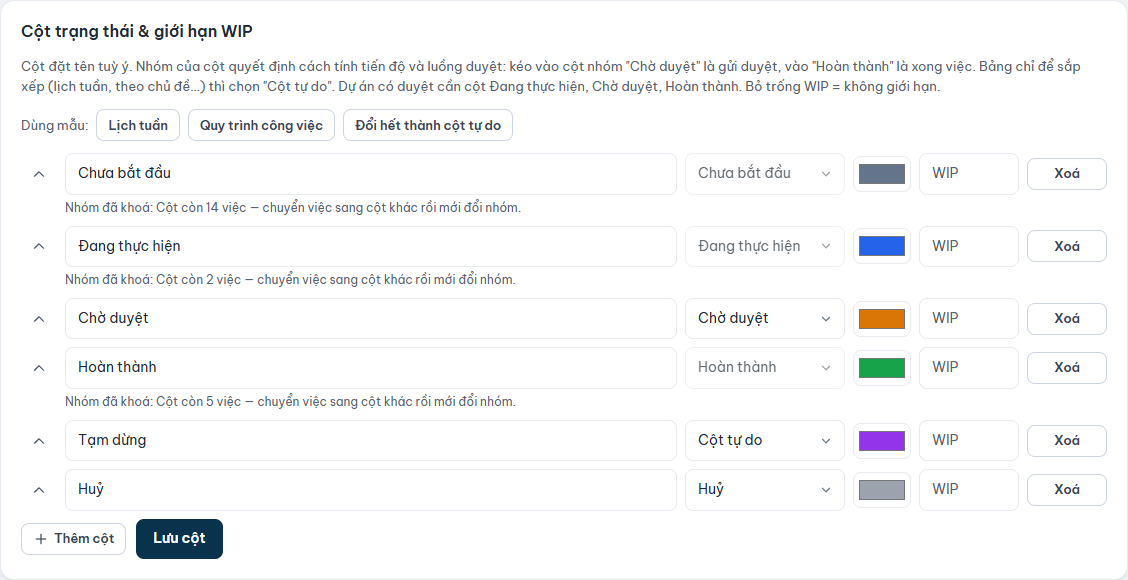 Cột trạng thái & giới hạn WIP
Cột đặt tên tuỳ ý. Nhóm của cột quyết định cách tính tiến độ và luồng duyệt: kéo vào cột nhóm "Chờ duyệt" là gửi duyệt, vào "Hoàn thành" là xong việc. Bảng chỉ để sắp
xếp (lịch tuần, theo chủ đề...) thì chọn "Cột tự do". Dự án có duyệt cần cột Đang thực hiện, Chờ duyệt, Hoàn thành. Bỏ trống WIP = không giới hạn.
Dùng mẫu: Lịch tuần Quy trình công việc Đổi hết thành cột tự do
Chưa bắt đầu Chưa bắt đầu WIP Xoá
Nhóm đã khoá: Cột còn 14 việc — chuyển việc sang cột khác rồi mới đổi nhóm.
Đang thực hiện Đang thực hiện WIP Xoá
Nhóm đã khoá: Cột còn 2 việc — chuyển việc sang cột khác rồi mới đổi nhóm.
Chờ duyệt Chờ duyệt WIP Xoá
Hoàn thành Hoàn thành WIP Xoá
Nhóm đã khoá: Cột còn 5 việc — chuyển việc sang cột khác rồi mới đổi nhóm.
Tạm dừng Cột tự do WIP Xoá
Huỷ Huỷ WIP Xoá
+ Thêm cột Lưu cột